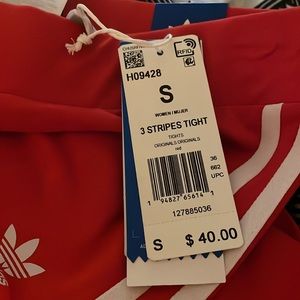 RFID
H09428
S
WOMEN / MUJER
3 STRIPES TIGHT
TIGHTS
ORIGINALS/ORIGINALS
red
36
662
UPC
1 94827 65614 1
127885036
S $ 40.00